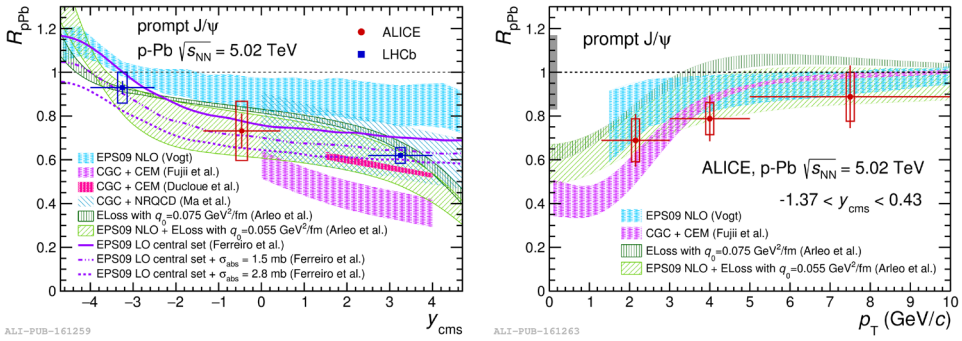 R_pPb
1.2
1
0.8
0.6
0.4
0.2
0
prompt J/ψ
p-Pb √s_NN = 5.02 TeV
ALICE
LHCb
EPS09 NLO (Vogt)
CGC + CEM (Fujii et al.)
CGC + CEM (Ducloue et al.)
CGC + NRQCD (Ma et al.)
ELoss with q_0=0.075 GeV²/fm (Arleo et al.)
EPS09 NLO + ELoss with q_0=0.055 GeV²/fm (Arleo et al.)
EPS09 LO central set (Ferreiro et al.)
EPS09 LO central set + σ_abs = 1.5 mb (Ferreiro et al.)
EPS09 LO central set + σ_abs = 2.8 mb (Ferreiro et al.)
−4 −3 −2 −1 0 1 2 3 4
y_cms
ALI-PUB-161259
R_pPb
1.2
1
0.8
0.6
0.4
0.2
0
prompt J/ψ
ALICE, p-Pb √s_NN = 5.02 TeV
-1.37 < y_cms < 0.43
EPS09 NLO (Vogt)
CGC + CEM (Fujii et al.)
ELoss with q_0=0.075 GeV²/fm (Arleo et al.)
EPS09 NLO + ELoss with q_0=0.055 GeV²/fm (Arleo et al.)
0 1 2 3 4 5 6 7 8 9 10
p_T (GeV/c)
ALI-PUB-161263